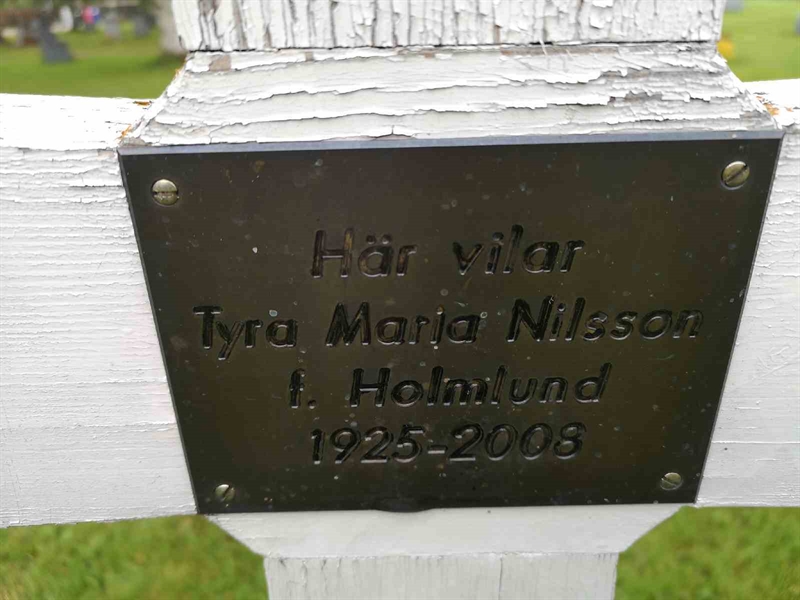 Här vilar
Tyra Maria Nilsson
f. Holmlund
1925-2008